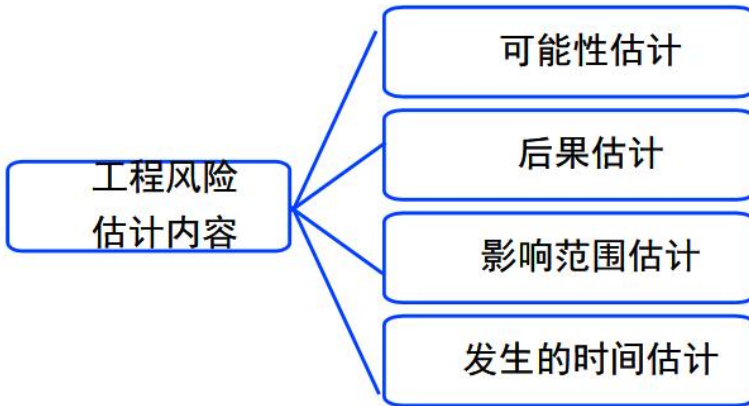 工程风险
估计内容
可能性估计
后果估计
影响范围估计
发生的时间估计